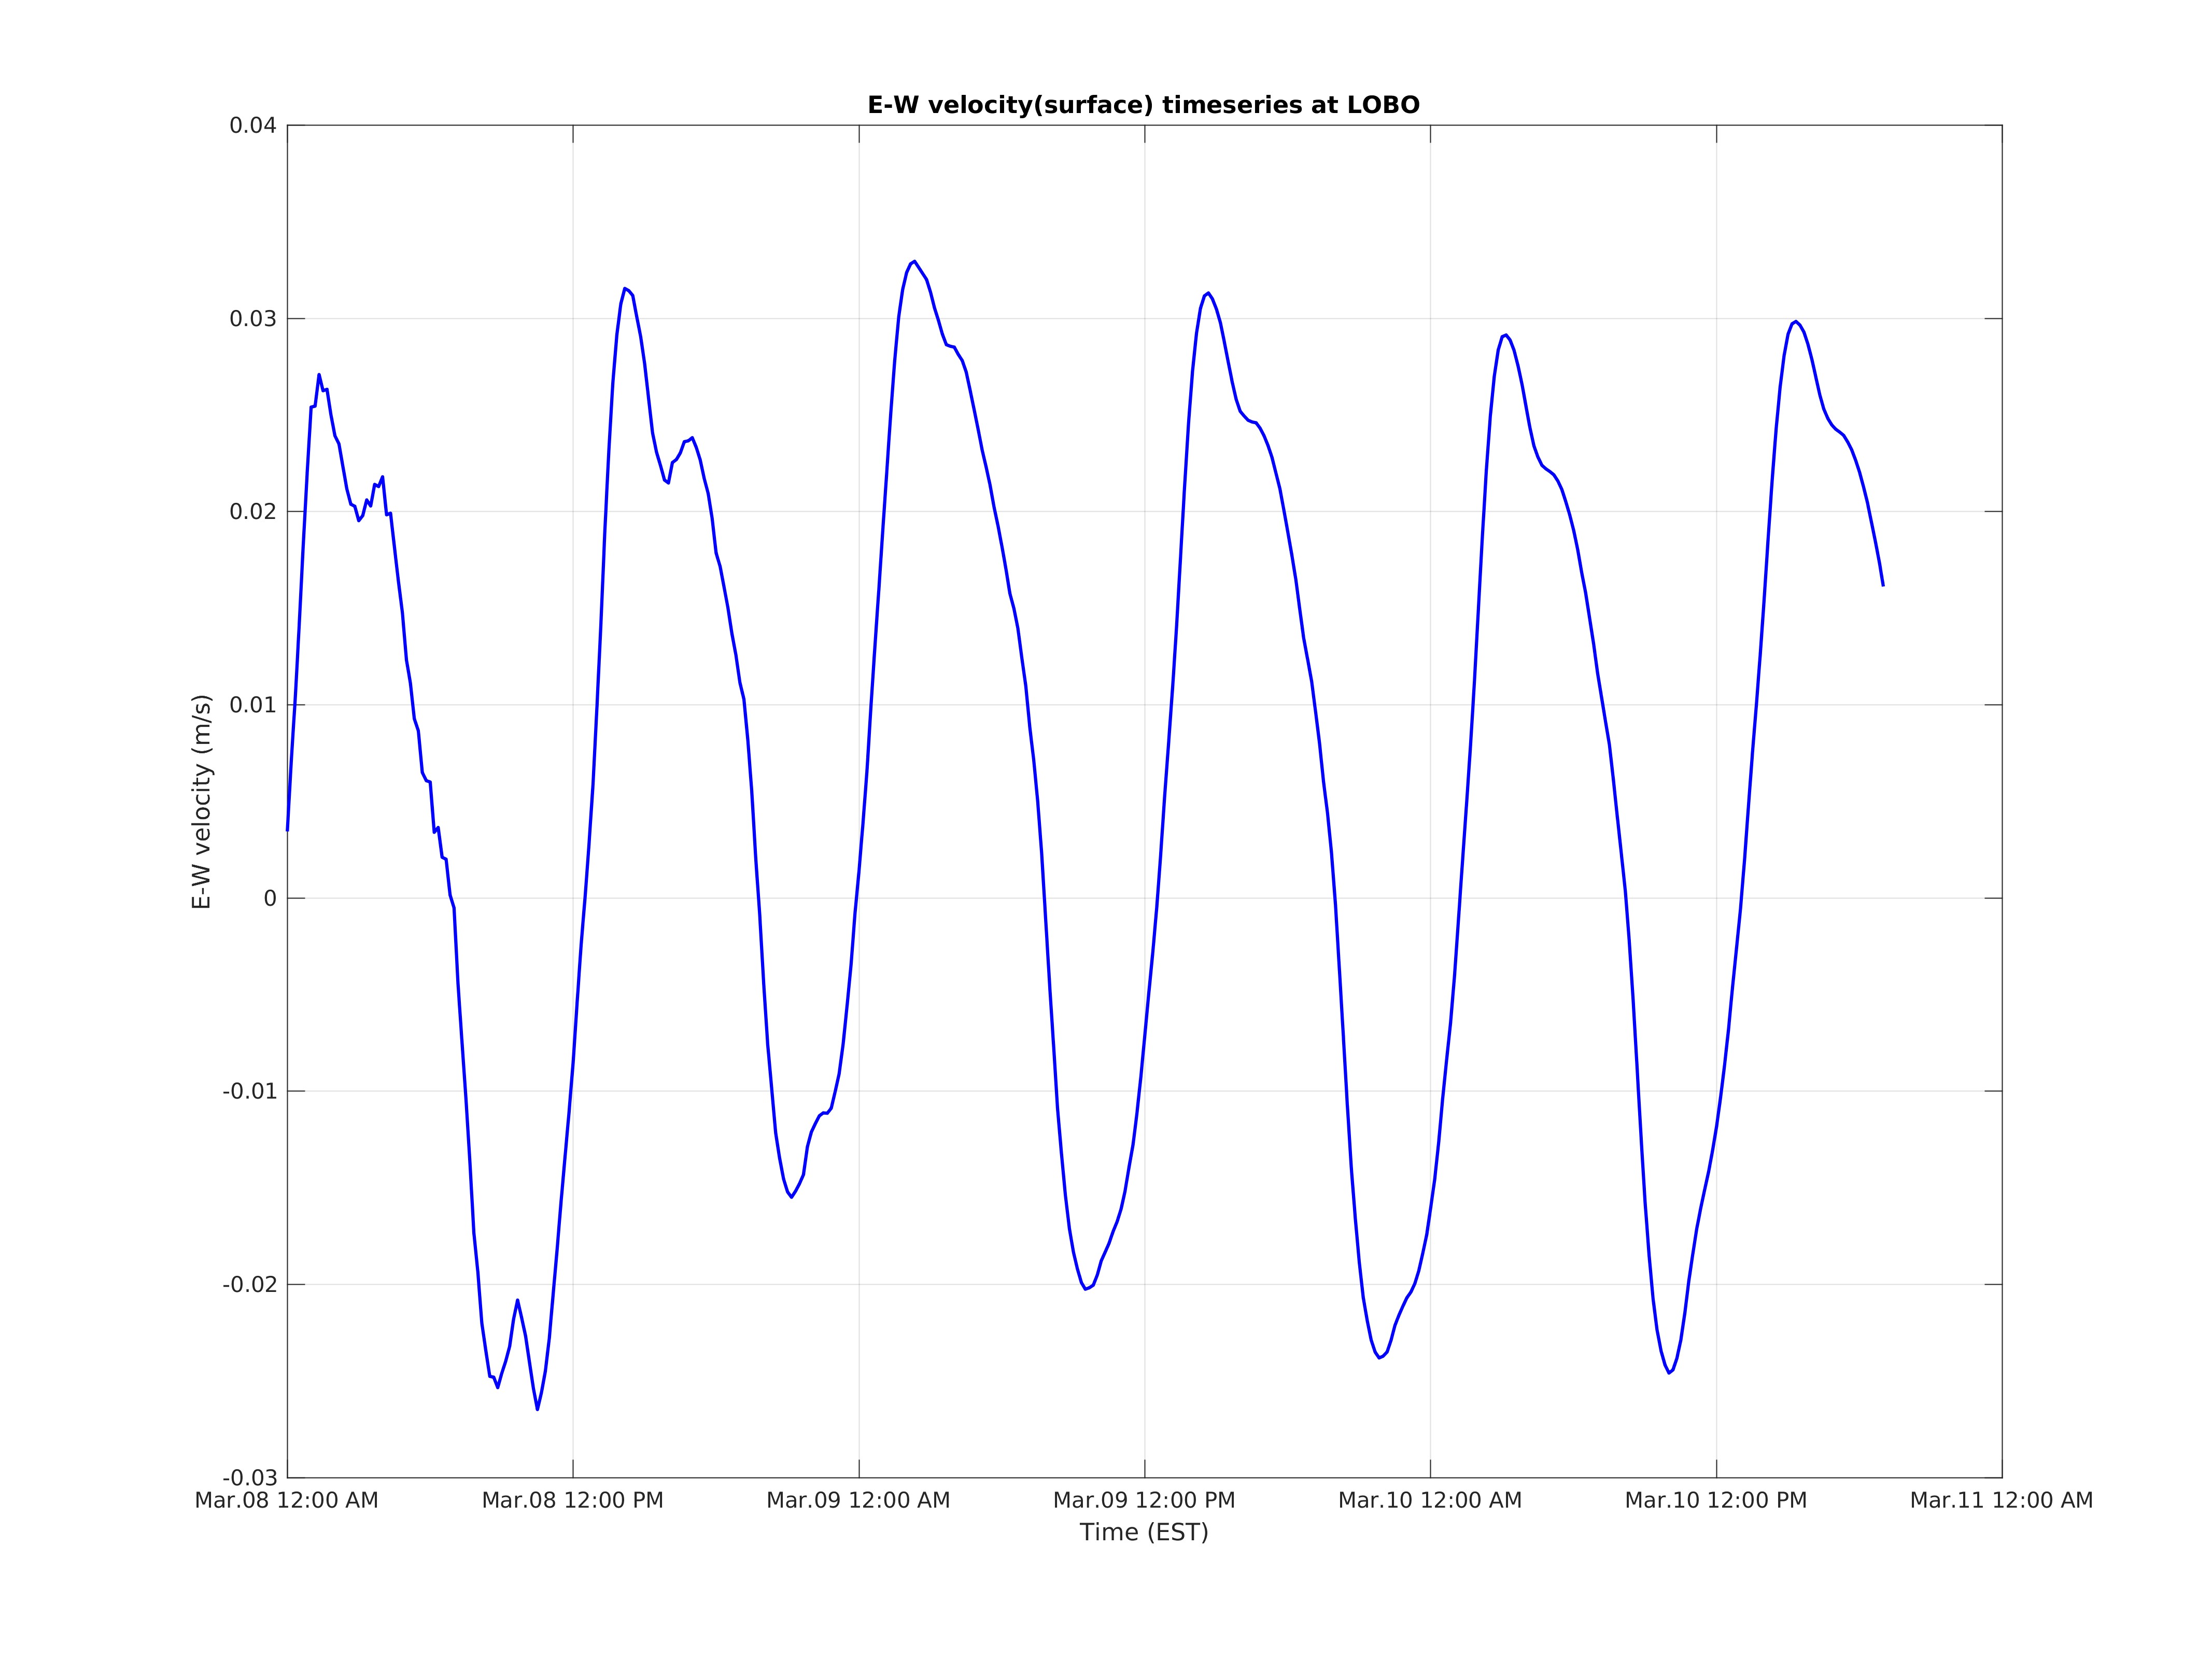 E-W velocity(surface) timeseries at LOBO
0.04
0.03
0.02
0.01
0
-0.01
-0.02
-0.03
E-W velocity (m/s)
Mar.08 12:00 AM Mar.08 12:00 PM Mar.09 12:00 AM Mar.09 12:00 PM Mar.10 12:00 AM Mar.10 12:00 PM Mar.11 12:00 AM
Time (EST)